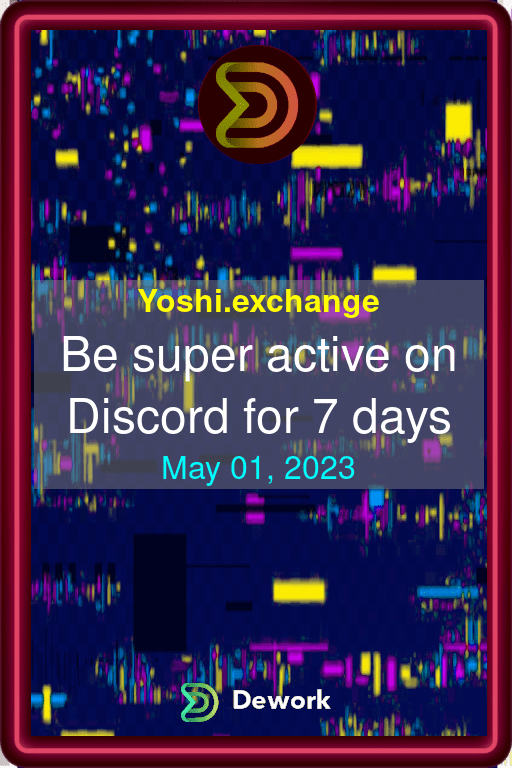 Yoshi.exchange
Be super active on
Discord for 7 days
May 01, 2023
Dework